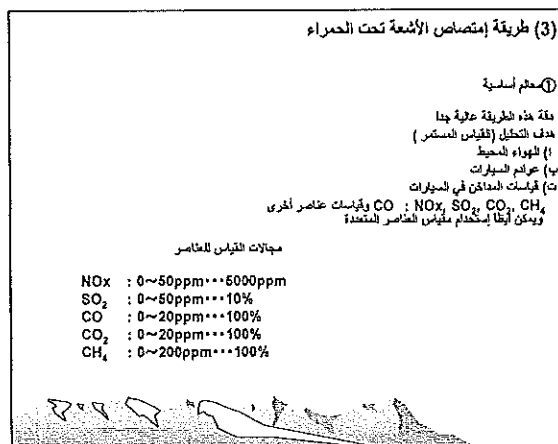 (3) طريقة إمتصاص الأشعة تحت الحمراء
①معالم أساسية
دقة هذه الطريقة عالية جدا
هدف التحليل (للقياس المستمر )
ا) للهواء المحيط
ب) عوادم السيارات
ت) قياسات المداخن في السيارات
CO : NOx, SO₂, CO₂, CH₄ وقياسات عناصر أخرى
ويمكن أيظا إستخدام مقياس العناصر المتعددة
مجالات القياس للعناصر
NOx : 0~50ppm･･･5000ppm
SO₂ : 0~50ppm･･･10%
CO : 0~20ppm･･･100%
CO₂ : 0~20ppm･･･100%
CH₄ : 0~200ppm･･･100%